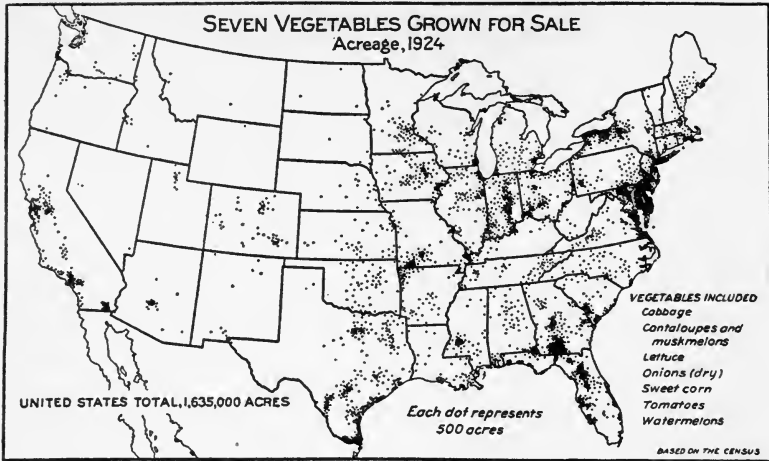 SEVEN VEGETABLES GROWN FOR SALE
Acreage, 1924
VEGETABLES INCLUDED
Cabbage
Cantaloupes and
muskmelons
Lettuce
Onions (dry)
Sweet corn
Tomatoes
Watermelons
UNITED STATES TOTAL, 1,635,000 ACRES
Each dot represents
500 acres
BASED ON THE CENSUS